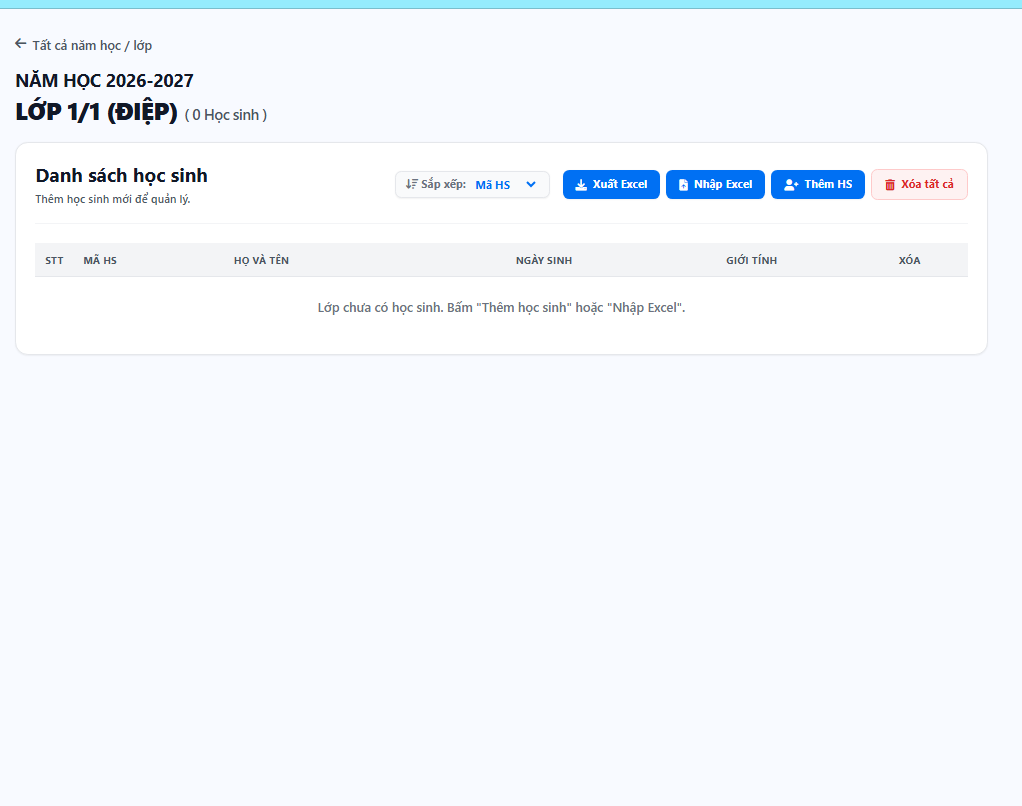 Tất cả năm học / lớp
NĂM HỌC 2026-2027
LỚP 1/1 (ĐIỆP) ( 0 Học sinh )
Danh sách học sinh
Thêm học sinh mới để quản lý.
Sắp xếp: Mã HS
Xuất Excel
Nhập Excel
Thêm HS
Xóa tất cả
STT MÃ HS HỌ VÀ TÊN NGÀY SINH GIỚI TÍNH XÓA
Lớp chưa có học sinh. Bấm "Thêm học sinh" hoặc "Nhập Excel".